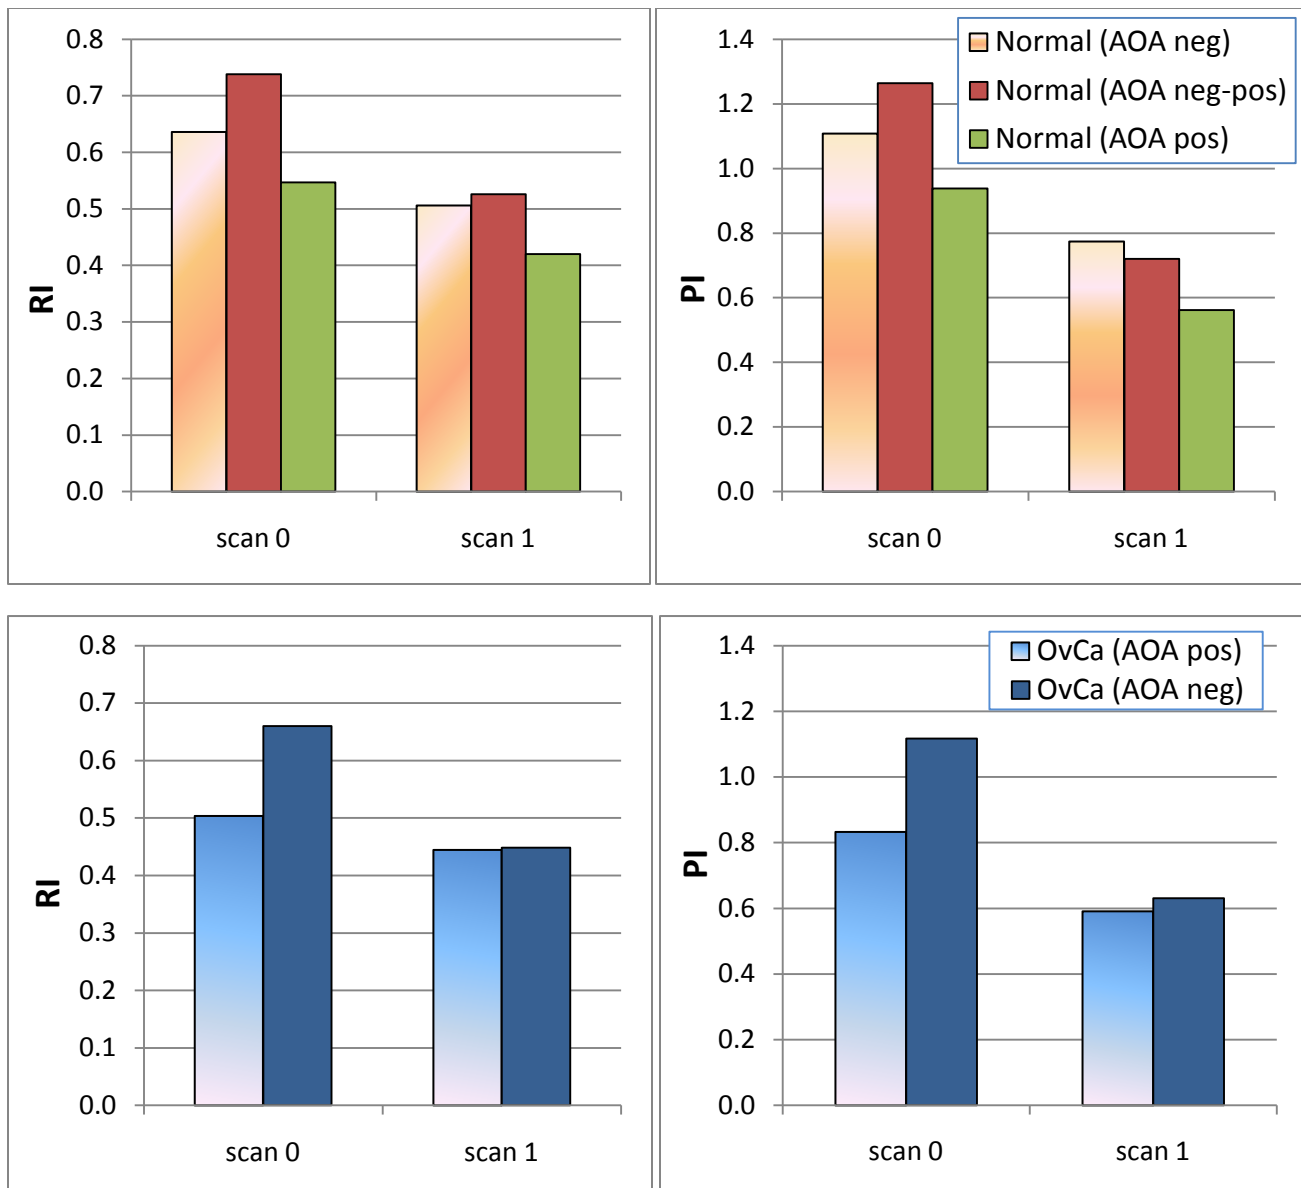 0.8
0.7
0.6
0.5
0.4
0.3
0.2
0.1
0.0
RI
scan 0
scan 1
1.4
1.2
1.0
0.8
0.6
0.4
0.2
0.0
PI
scan 0
scan 1
Normal (AOA neg)
Normal (AOA neg-pos)
Normal (AOA pos)
0.8
0.7
0.6
0.5
0.4
0.3
0.2
0.1
0.0
RI
scan 0
scan 1
1.4
1.2
1.0
0.8
0.6
0.4
0.2
0.0
PI
scan 0
scan 1
OvCa (AOA pos)
OvCa (AOA neg)